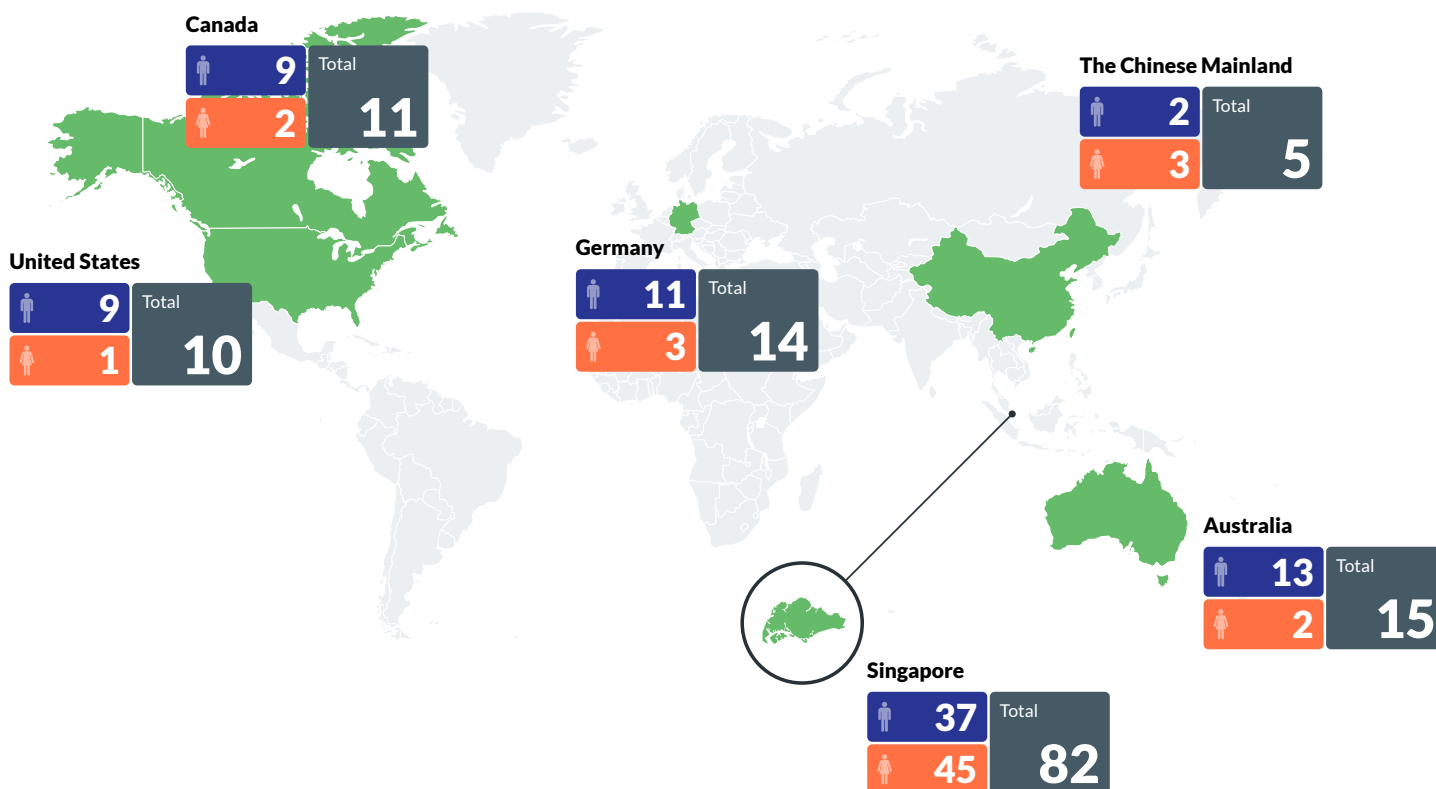 Canada
9
Total
2
11
The Chinese Mainland
2
Total
3
5
United States
9
Total
1
10
Germany
11
Total
3
14
Australia
13
Total
2
15
Singapore
37
Total
45
82